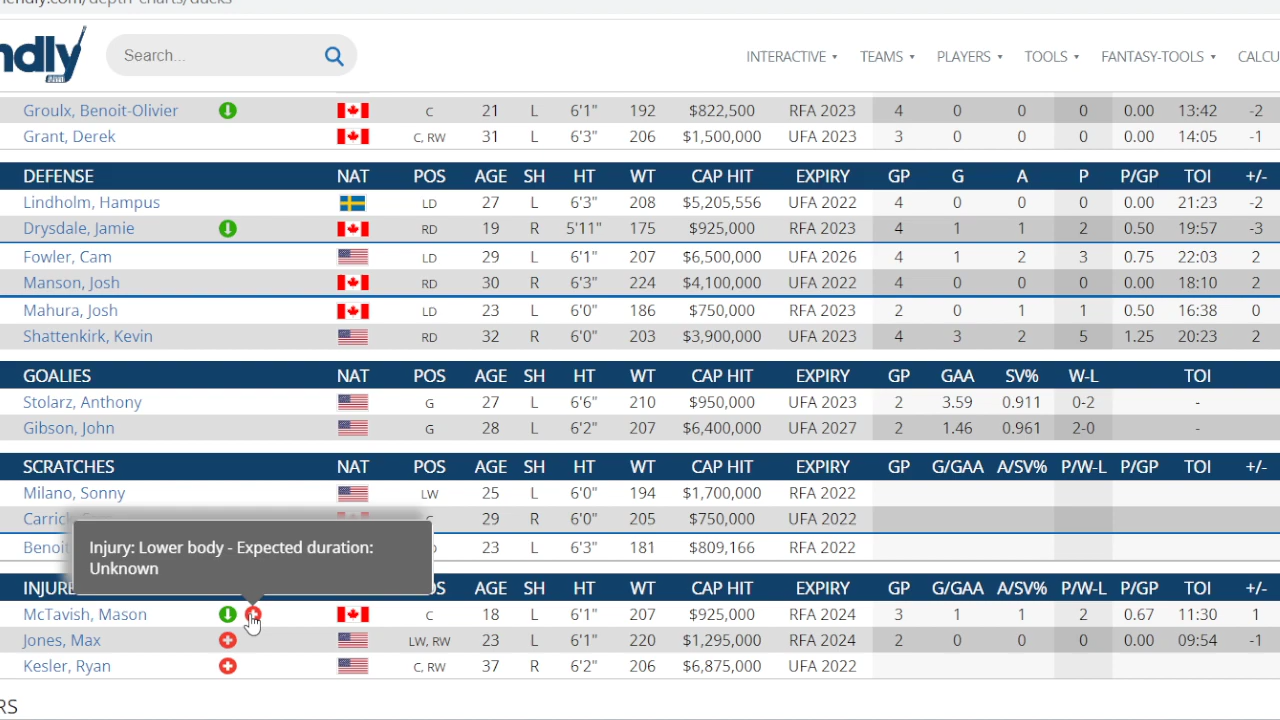 ndly
Search...
INTERACTIVE TEAMS PLAYERS TOOLS FANTASY-TOOLS CALCU
Groulx, Benoit-Olivier C 21 L 6'1" 192 $822,500 RFA 2023 4 0 0 0 0.00 13:42 -2
Grant, Derek C, RW 31 L 6'3" 206 $1,500,000 RFA 2023 3 0 0 0 0.00 14:05 -1
DEFENSE NAT POS AGE SH HT WT CAP HIT EXPIRY GP G A P P/GP TOI +/-
Lindholm, Hampus LD 27 L 6'3" 208 $5,205,556 UFA 2022 4 0 0 0 0.00 21:23 -2
Drysdale, Jamie RD 19 R 5'11" 175 $925,000 RFA 2023 4 1 1 2 0.50 19:57 -3
Fowler, Cam LD 29 L 6'1" 207 $6,500,000 UFA 2026 4 1 2 3 0.75 22:03 2
Manson, Josh RD 30 R 6'3" 224 $4,100,000 UFA 2022 4 0 0 0 0.00 18:10 2
Mahura, Josh LD 23 L 6'0" 186 $750,000 RFA 2023 2 0 1 1 0.50 16:38 0
Shattenkirk, Kevin RD 32 R 6'0" 203 $3,900,000 UFA 2023 4 3 2 5 1.25 20:23 2
GOALIES NAT POS AGE SH HT WT CAP HIT EXPIRY GP GAA SV% W-L TOI
Stolarz, Anthony G 27 L 6'6" 210 $950,000 UFA 2023 2 3.59 0.911 0-2 -
Gibson, John G 28 L 6'2" 207 $6,400,000 UFA 2027 2 1.46 0.961 2-0 -
SCRATCHES NAT POS AGE SH HT WT CAP HIT EXPIRY GP G/GAA A/SV% P/W-L P/GP TOI +/-
Milano, Sonny LW 25 L 6'0" 194 $1,700,000 RFA 2022
Carric 29 R 6'0" 205 $750,000 UFA 2022
Benoit 23 L 6'3" 181 $809,166 RFA 2022
Injury: Lower body - Expected duration:
Unknown
INJURE OS AGE SH HT WT CAP HIT EXPIRY GP G/GAA A/SV% P/W-L P/GP TOI +/-
McTavish, Mason C 18 L 6'1" 207 $925,000 RFA 2024 3 1 1 2 0.67 11:30 1
Jones, Max LW, RW 23 L 6'1" 220 $1,295,000 RFA 2024 2 0 0 0 0.00 09:54 -1
Kesler, Ryan C, RW 37 R 6'2" 206 $6,875,000 UFA 2022
RS